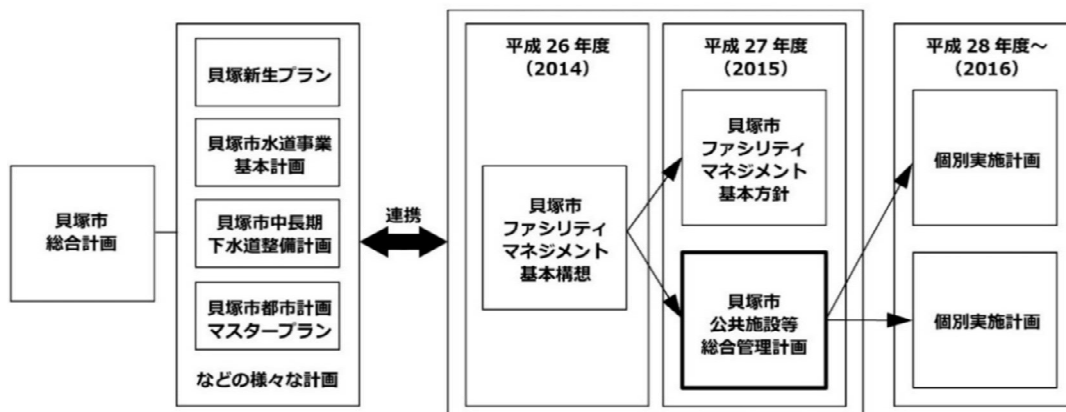 貝塚市
総合計画
貝塚新生プラン
貝塚市水道事業
基本計画
貝塚市中長期
下水道整備計画
貝塚市都市計画
マスタープラン
などの様々な計画
連携
平成 26 年度
（2014）
貝塚市
ファシリティ
マネジメント
基本構想
平成 27 年度
（2015）
貝塚市
ファシリティ
マネジメント
基本方針
貝塚市
公共施設等
総合管理計画
平成 28 年度～
（2016）
個別実施計画
個別実施計画